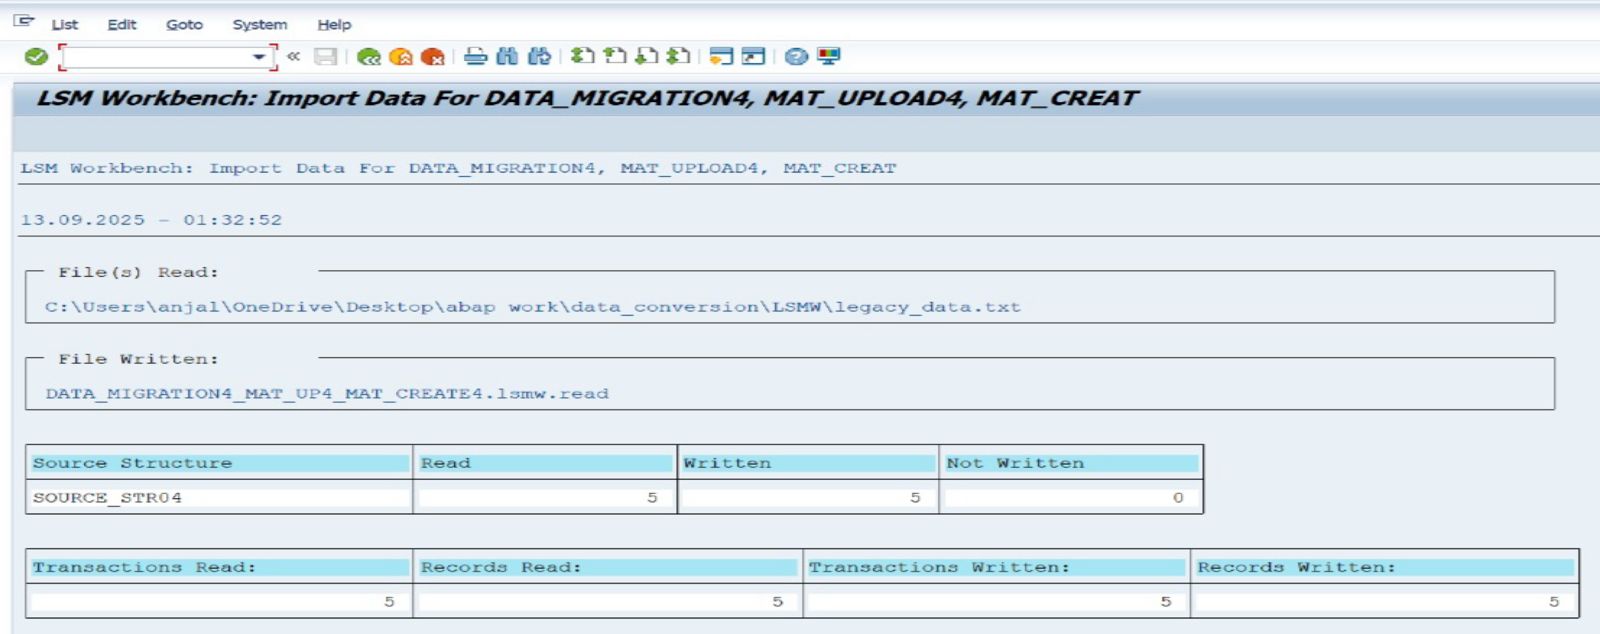 List Edit Goto System Help
LSM Workbench: Import Data For DATA_MIGRATION4, MAT_UPLOAD4, MAT_CREAT
LSM Workbench: Import Data For DATA_MIGRATION4, MAT_UPLOAD4, MAT_CREAT
13.09.2025 - 01:32:52
File(s) Read:
C:\Users\anjal\OneDrive\Desktop\abap work\data_conversion\LSMW\legacy_data.txt
File Written:
DATA_MIGRATION4_MAT_UP4_MAT_CREATE4.lsmw.read
Source Structure Read Written Not Written
SOURCE_STR04 5 5 0
Transactions Read: Records Read: Transactions Written: Records Written:
5 5 5 5